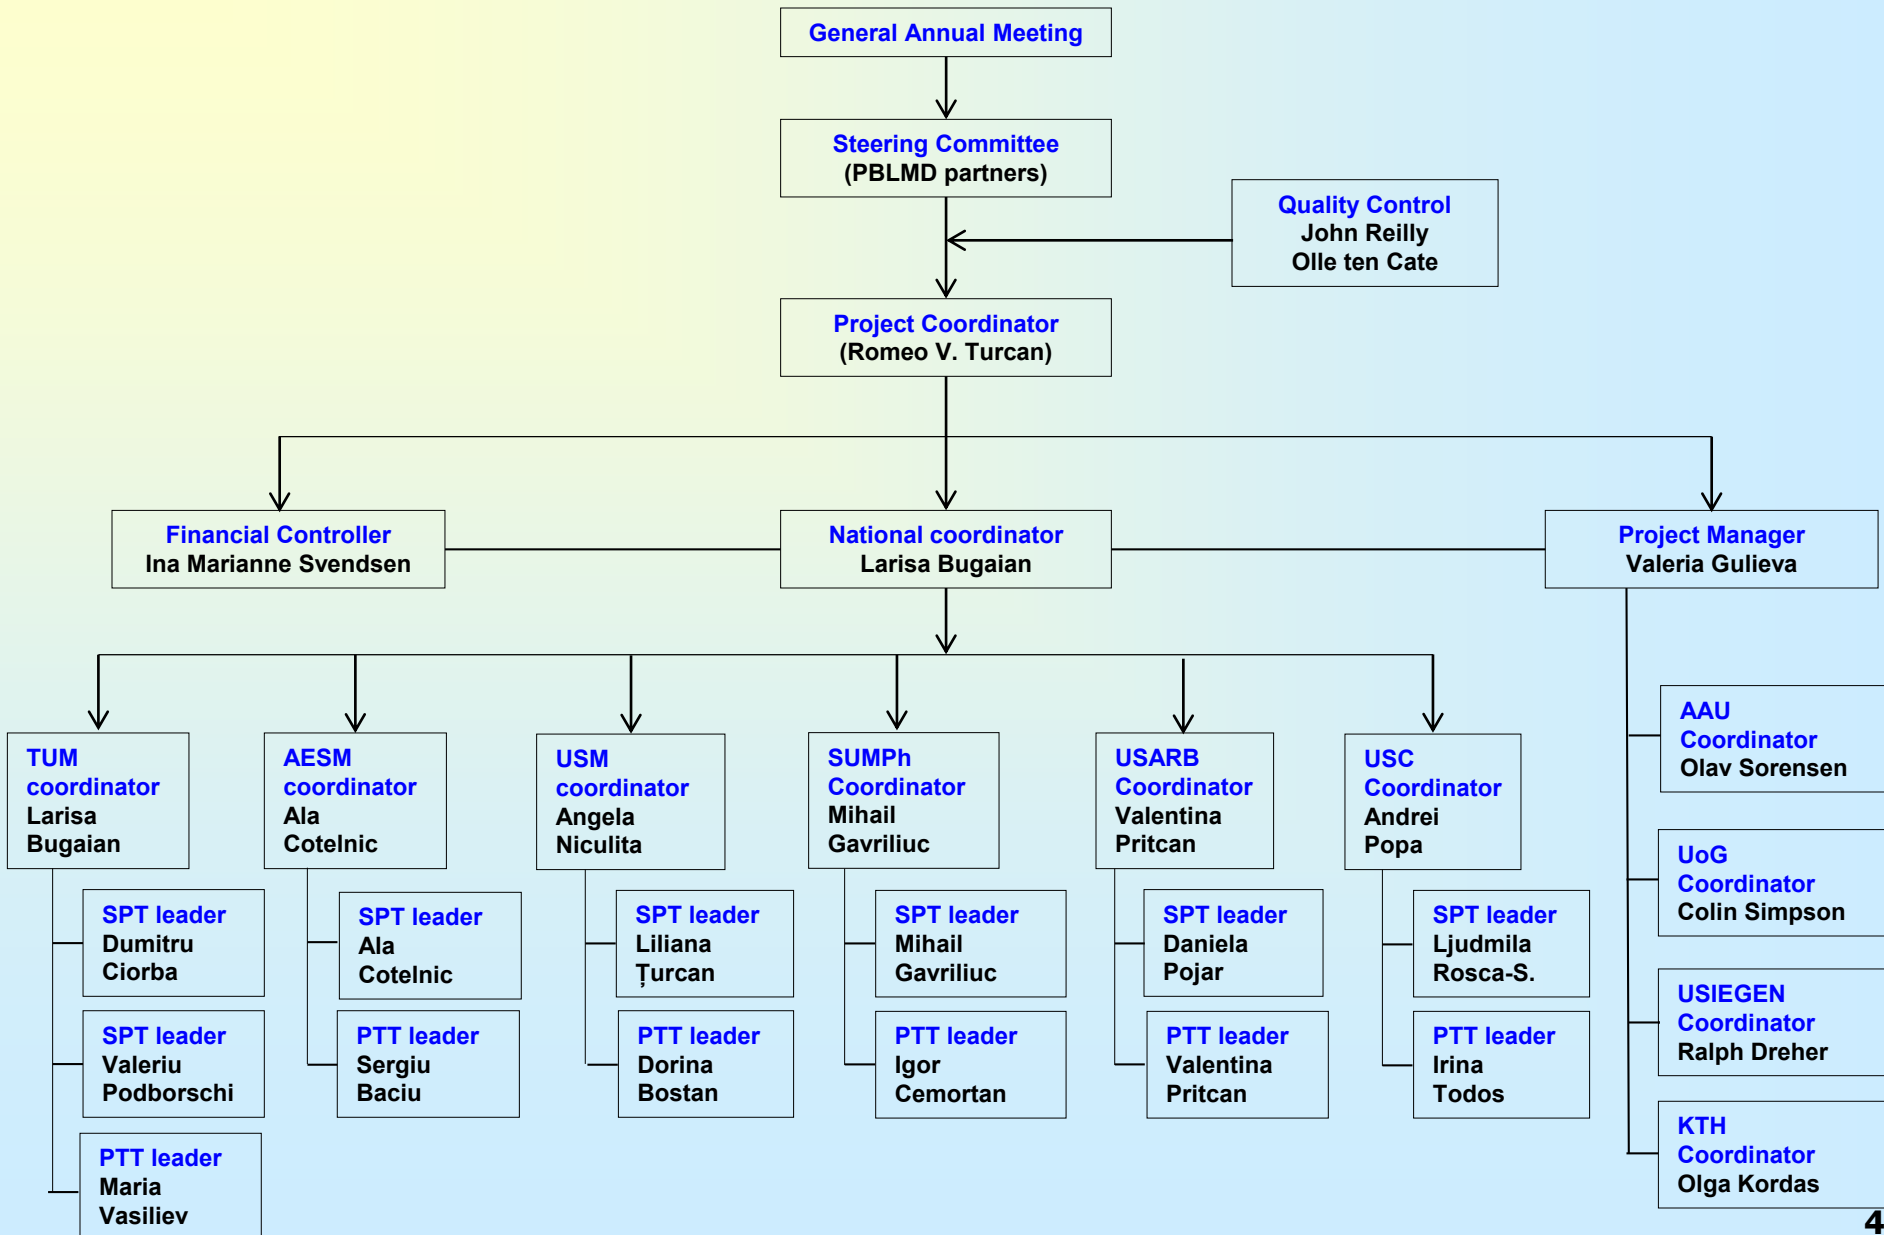 General Annual Meeting
Steering Committee
(PBLMD partners)
Quality Control
John Reilly
Olle ten Cate
Project Coordinator
(Romeo V. Turcan)
Financial Controller
Ina Marianne Svendsen
National coordinator
Larisa Bugaian
Project Manager
Valeria Gulieva
TUM
coordinator
Larisa
Bugaian
SPT leader
Dumitru
Ciorba
SPT leader
Valeriu
Podborschi
PTT leader
Maria
Vasiliev
AESM
coordinator
Ala
Cotelnic
SPT leader
Ala
Cotelnic
PTT leader
Sergiu
Baciu
USM
coordinator
Angela
Niculita
SPT leader
Liliana
Țurcan
PTT leader
Dorina
Bostan
SUMPh
Coordinator
Mihail
Gavriliuc
SPT leader
Mihail
Gavriliuc
PTT leader
Igor
Cemortan
USARB
Coordinator
Valentina
Pritcan
SPT leader
Daniela
Pojar
PTT leader
Valentina
Pritcan
USC
Coordinator
Andrei
Popa
SPT leader
Ljudmila
Rosca-S.
PTT leader
Irina
Todos
AAU
Coordinator
Olav Sorensen
UoG
Coordinator
Colin Simpson
USIEGEN
Coordinator
Ralph Dreher
KTH
Coordinator
Olga Kordas
4